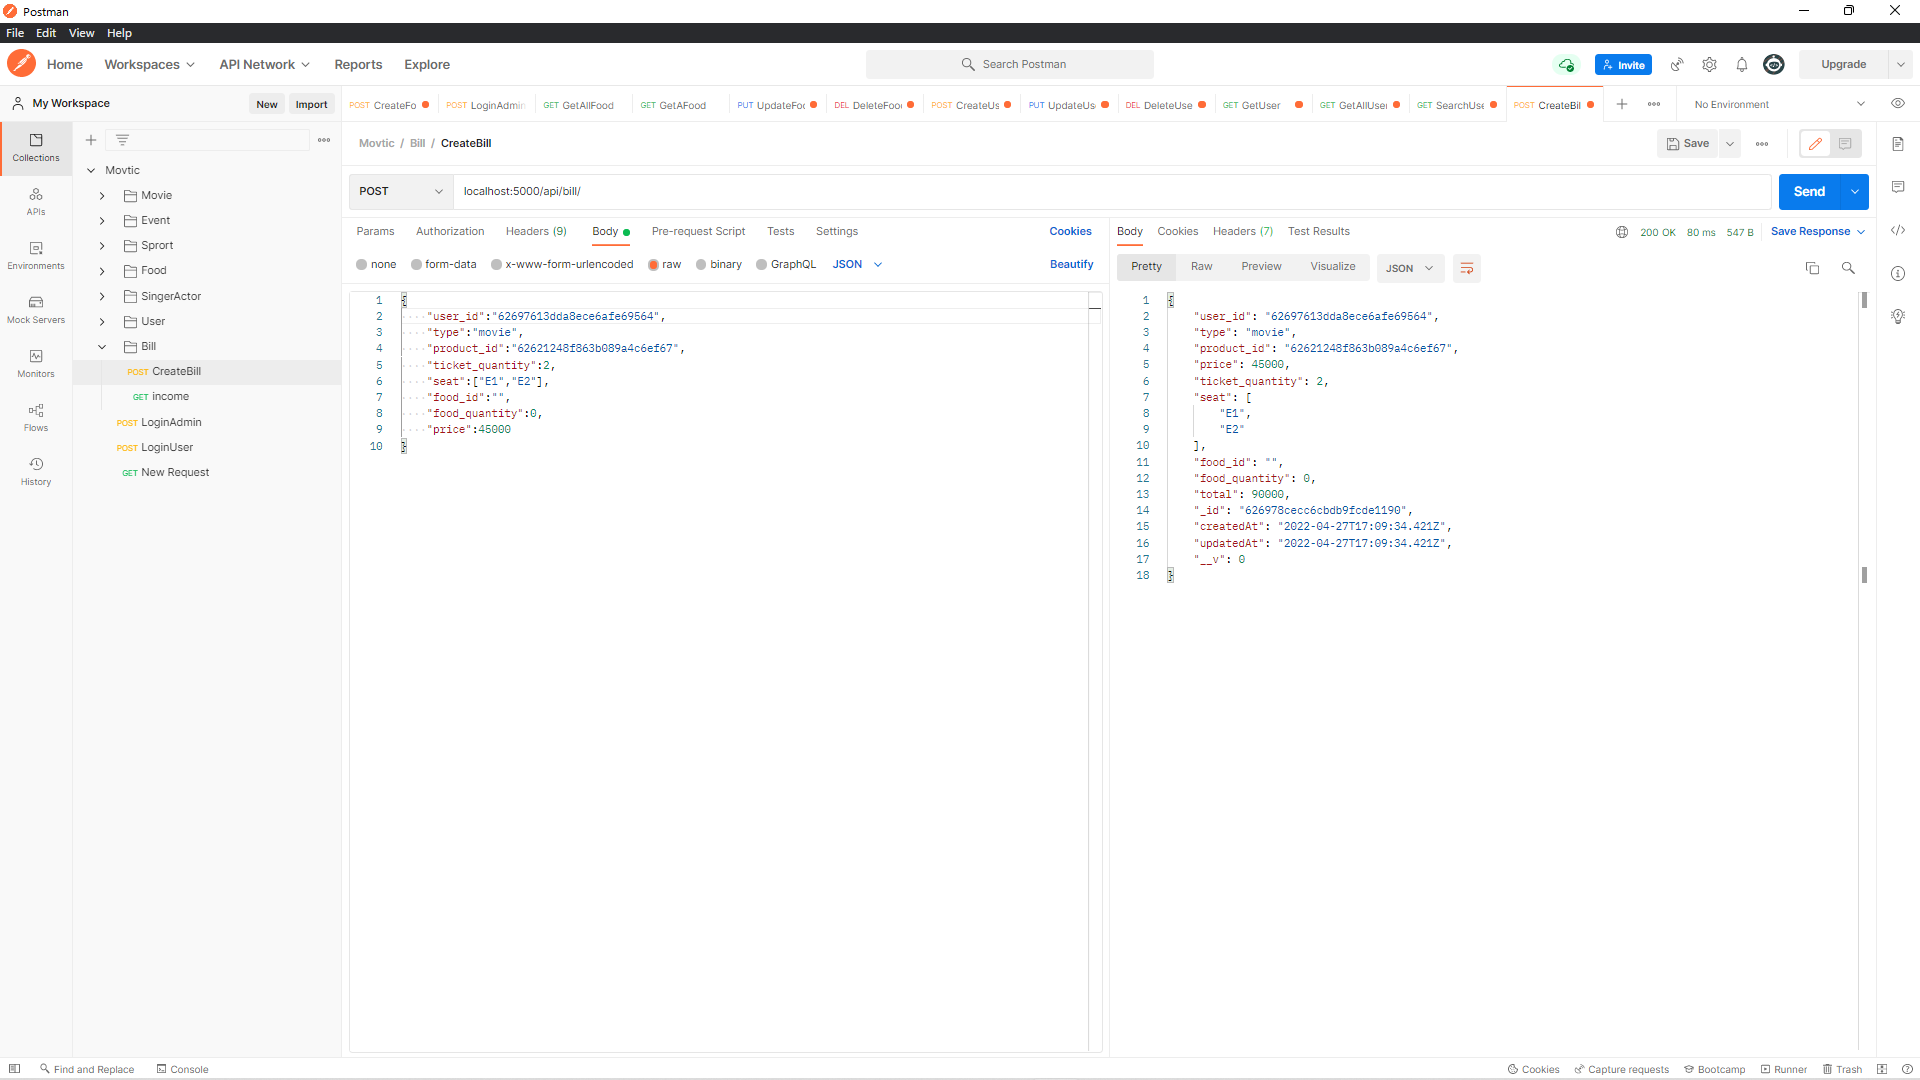 Postman
File Edit View Help
Home Workspaces API Network Reports Explore Search Postman Invite Upgrade
My Workspace New Import
POST CreateFo POST LoginAdmin GET GetAllFood GET GetAFood PUT UpdateFoo DEL DeleteFoo POST CreateUs PUT UpdateUs DEL DeleteUse GET GetUser GET GetAllUser GET SearchUse POST CreateBil No Environment
Collections
APIs
Environments
Mock Servers
Monitors
Flows
History
Movtic
Movie
Event
Sprort
Food
SingerActor
User
Bill
POST CreateBill
GET income
POST LoginAdmin
POST LoginUser
GET New Request
Movtic / Bill / CreateBill Save
POST localhost:5000/api/bill/ Send
Params Authorization Headers (9) Body Pre-request Script Tests Settings Cookies
none form-data x-www-form-urlencoded raw binary GraphQL JSON Beautify
1 {
2 "user_id":"62697613dda8ece6afe69564",
3 "type":"movie",
4 "product_id":"62621248f863b089a4c6ef67",
5 "ticket_quantity":2,
6 "seat":["E1","E2"],
7 "food_id":"",
8 "food_quantity":0,
9 "price":45000
10 }
Body Cookies Headers (7) Test Results 200 OK 80 ms 547 B Save Response
Pretty Raw Preview Visualize JSON
1 {
2 "user_id": "62697613dda8ece6afe69564",
3 "type": "movie",
4 "product_id": "62621248f863b089a4c6ef67",
5 "price": 45000,
6 "ticket_quantity": 2,
7 "seat": [
8 "E1",
9 "E2"
10 ],
11 "food_id": "",
12 "food_quantity": 0,
13 "total": 90000,
14 "_id": "626978cecc6cbdb9fcde1190",
15 "createdAt": "2022-04-27T17:09:34.421Z",
16 "updatedAt": "2022-04-27T17:09:34.421Z",
17 "__v": 0
18 }
Find and Replace Console Cookies Capture requests Bootcamp Runner Trash